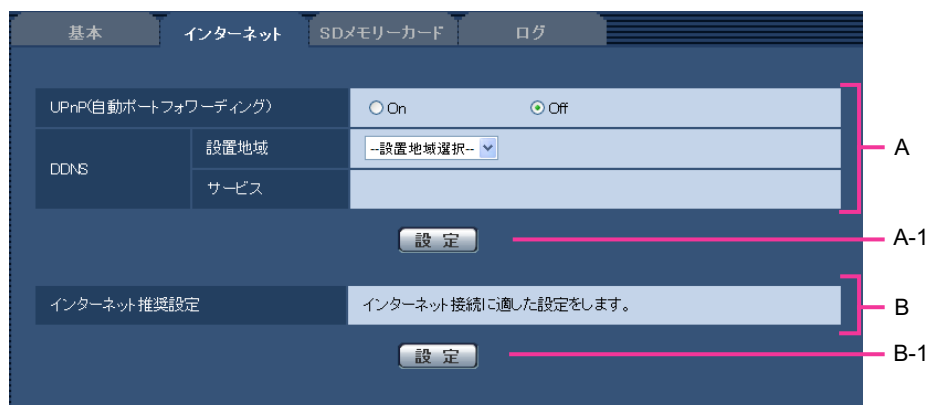 基本 インターネット SDメモリーカード ログ
UPnP(自動ポートフォワーディング) On Off
A
DDNS
設置地域 --設置地域選択--
サービス
設 定
A-1
インターネット推奨設定 インターネット接続に適した設定をします。
B
設 定
B-1